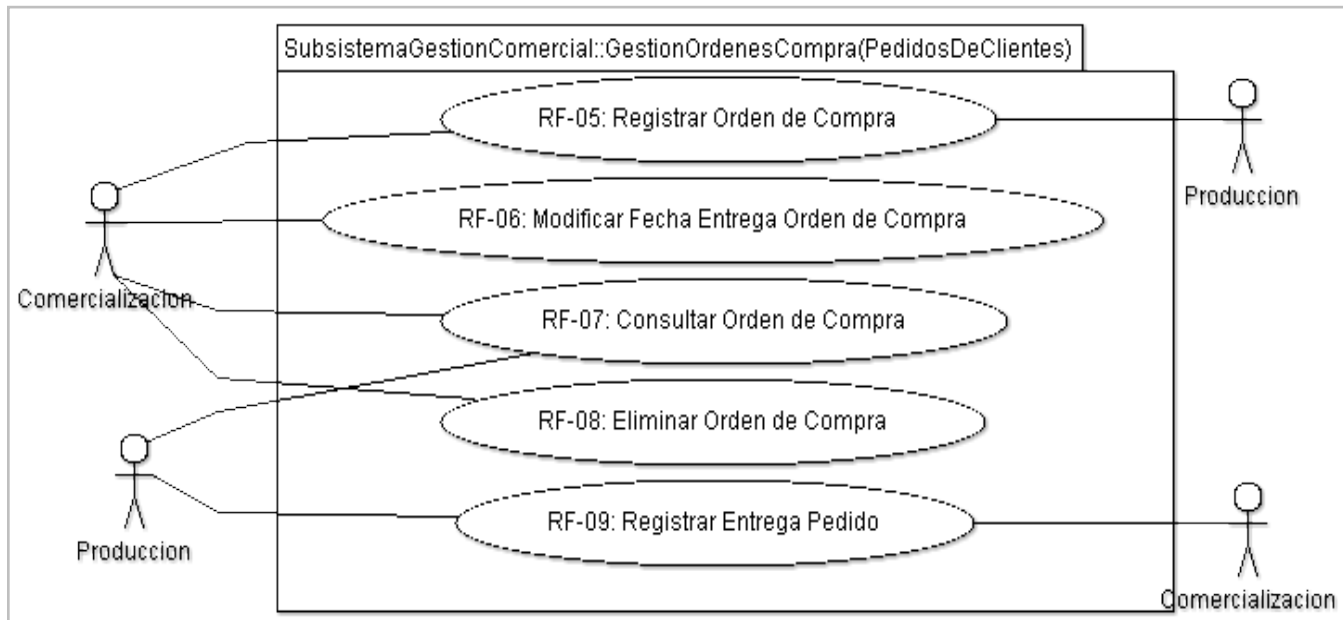 SubsistemaGestionComercial::GestionOrdenesCompra(PedidosDeClientes)
RF-05: Registrar Orden de Compra
Produccion
RF-06: Modificar Fecha Entrega Orden de Compra
Comercializacion
RF-07: Consultar Orden de Compra
RF-08: Eliminar Orden de Compra
Produccion
RF-09: Registrar Entrega Pedido
Comercializacion